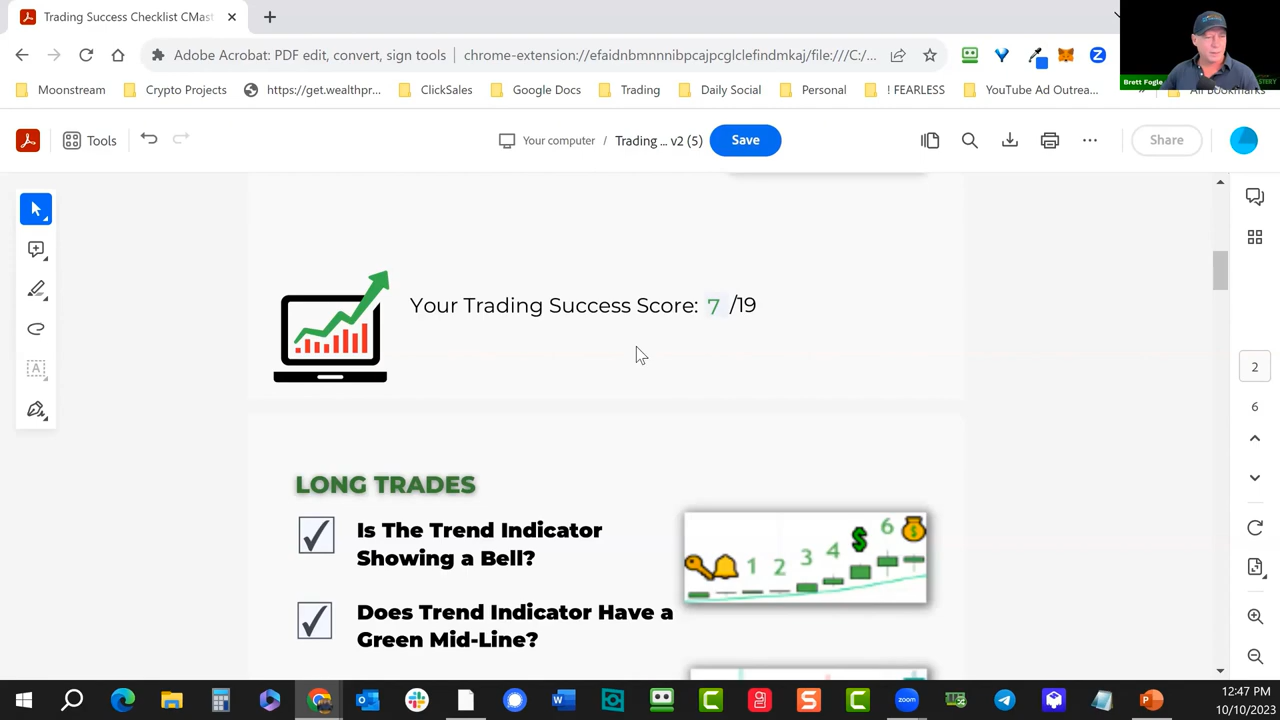 Trading Success Checklist CMast
Adobe Acrobat: PDF edit, convert, sign tools
chrome-extension://efaidnbmnnnibpcajpcglclefindmkaj/file:///C:/...
Brett Fogle
Moonstream
Crypto Projects
https://get.wealthpr...
Google Docs
Trading
Daily Social
Personal
! FEARLESS
YouTube Ad Outrea...
All Bookmarks
Tools
Your computer / Trading ... v2 (5)
Save
Share
Your Trading Success Score: 7 /19
2
6
LONG TRADES
Is The Trend Indicator
Showing a Bell?
1 2 3 4 $ 6 $
Does Trend Indicator Have a
Green Mid-Line?
12:47 PM
10/10/2023